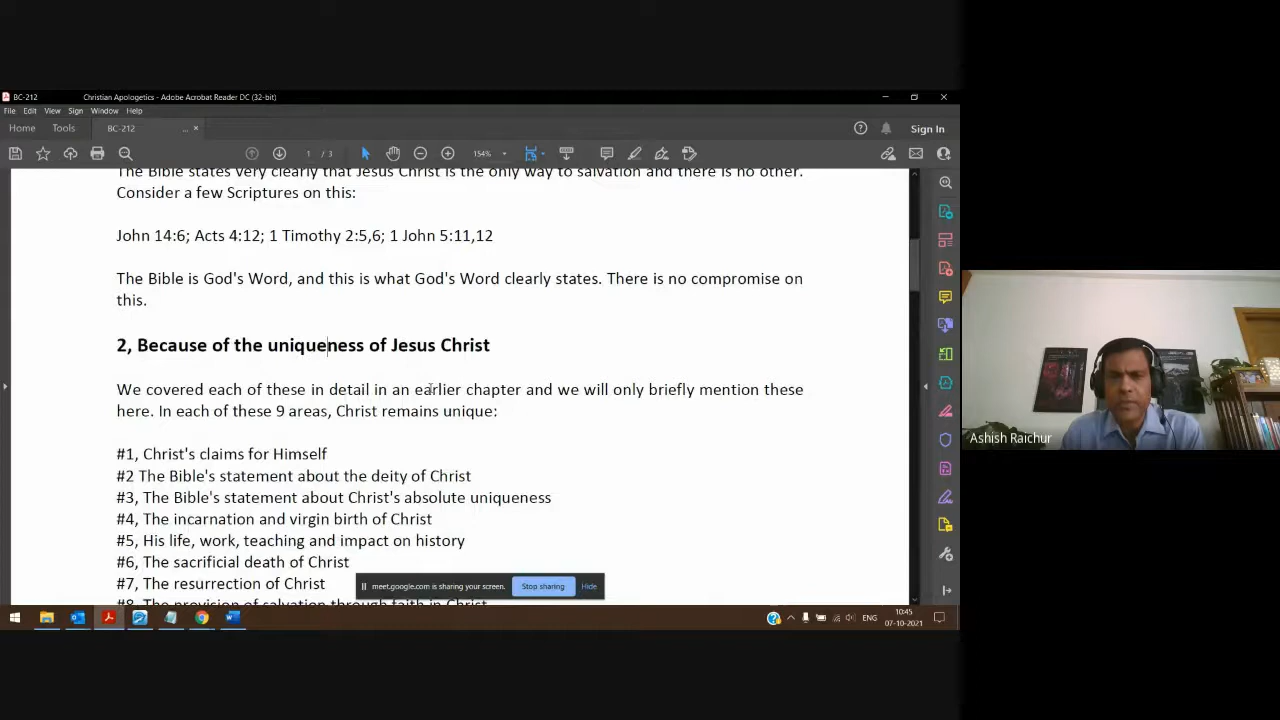 BC-212 Christian Apologetics - Adobe Acrobat Reader DC (32-bit)
File Edit View Sign Window Help
Home Tools BC-212 ... × Sign In
1 / 3 154%
The Bible states very clearly that Jesus Christ is the only way to salvation and there is no other.
Consider a few Scriptures on this:
John 14:6; Acts 4:12; 1 Timothy 2:5,6; 1 John 5:11,12
The Bible is God's Word, and this is what God's Word clearly states. There is no compromise on
this.
2, Because of the uniqueness of Jesus Christ
We covered each of these in detail in an earlier chapter and we will only briefly mention these
here. In each of these 9 areas, Christ remains unique:
#1, Christ's claims for Himself
#2 The Bible's statement about the deity of Christ
#3, The Bible's statement about Christ's absolute uniqueness
#4, The incarnation and virgin birth of Christ
#5, His life, work, teaching and impact on history
#6, The sacrificial death of Christ
#7, The resurrection of Christ
#8, The provision of salvation through faith in Christ
meet.google.com is sharing your screen. Stop sharing Hide
Ashish Raichur
ENG
10:45
07-10-2021